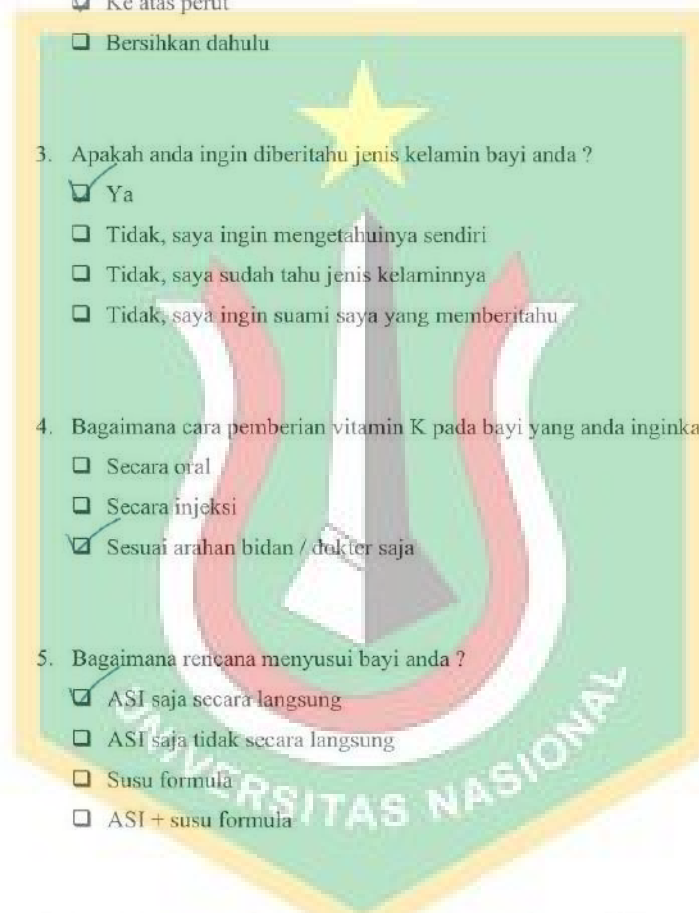 ☑ Ke atas perut
☐ Bersihkan dahulu
3. Apakah anda ingin diberitahu jenis kelamin bayi anda ?
☑ Ya
☐ Tidak, saya ingin mengetahuinya sendiri
☐ Tidak, saya sudah tahu jenis kelaminnya
☐ Tidak, saya ingin suami saya yang memberitahu
4. Bagaimana cara pemberian vitamin K pada bayi yang anda inginka
☐ Secara oral
☐ Secara injeksi
☑ Sesuai arahan bidan / dokter saja
5. Bagaimana rencana menyusui bayi anda ?
☑ ASI saja secara langsung
☐ ASI saja tidak secara langsung
☐ Susu formula
☐ ASI + susu formula
UNIVERSITAS NASIONAL